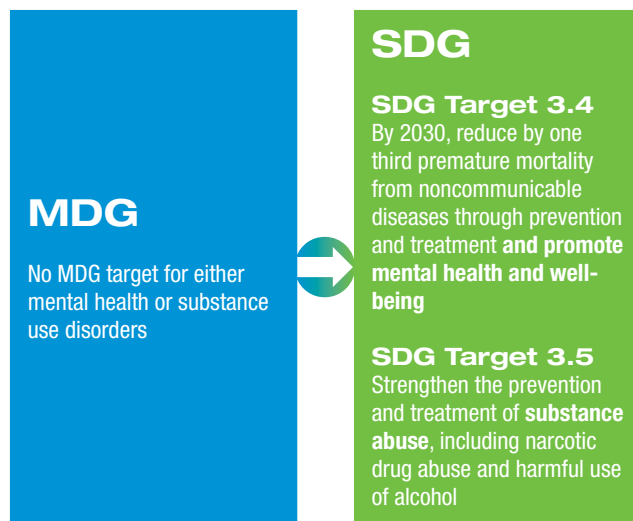 MDG
No MDG target for either
mental health or substance
use disorders
SDG
SDG Target 3.4
By 2030, reduce by one
third premature mortality
from noncommunicable
diseases through prevention
and treatment and promote
mental health and well-
being
SDG Target 3.5
Strengthen the prevention
and treatment of substance
abuse, including narcotic
drug abuse and harmful use
of alcohol